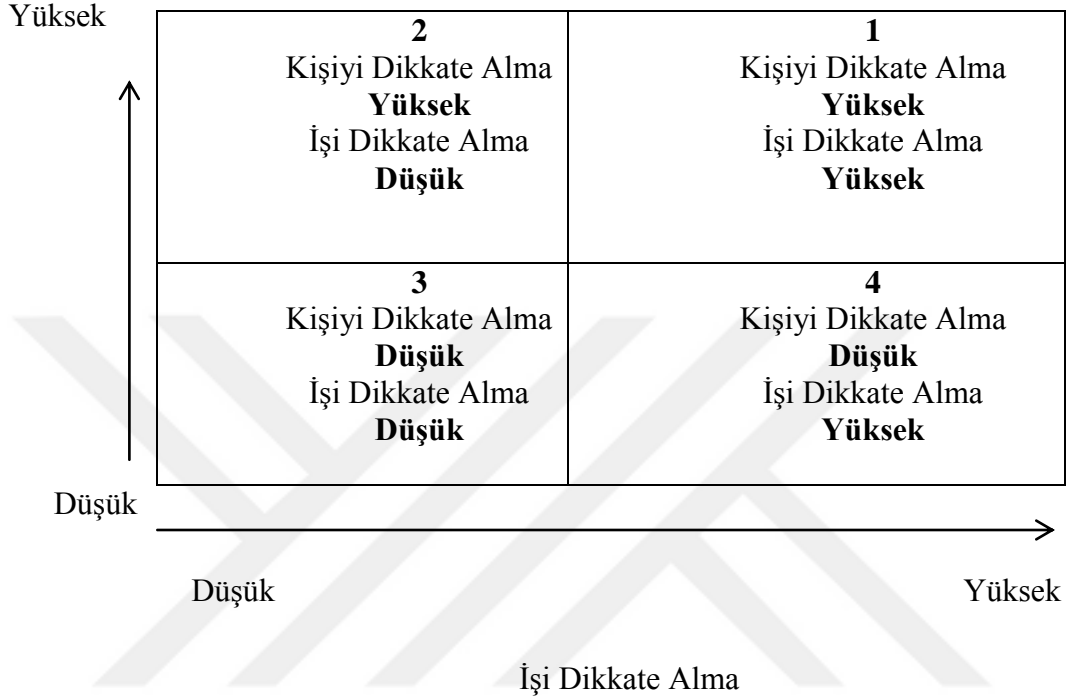 Yüksek
2
Kişiyi Dikkate Alma
Yüksek
İşi Dikkate Alma
Düşük
1
Kişiyi Dikkate Alma
Yüksek
İşi Dikkate Alma
Yüksek
3
Kişiyi Dikkate Alma
Düşük
İşi Dikkate Alma
Düşük
4
Kişiyi Dikkate Alma
Düşük
İşi Dikkate Alma
Yüksek
Düşük
Düşük
Yüksek
İşi Dikkate Alma